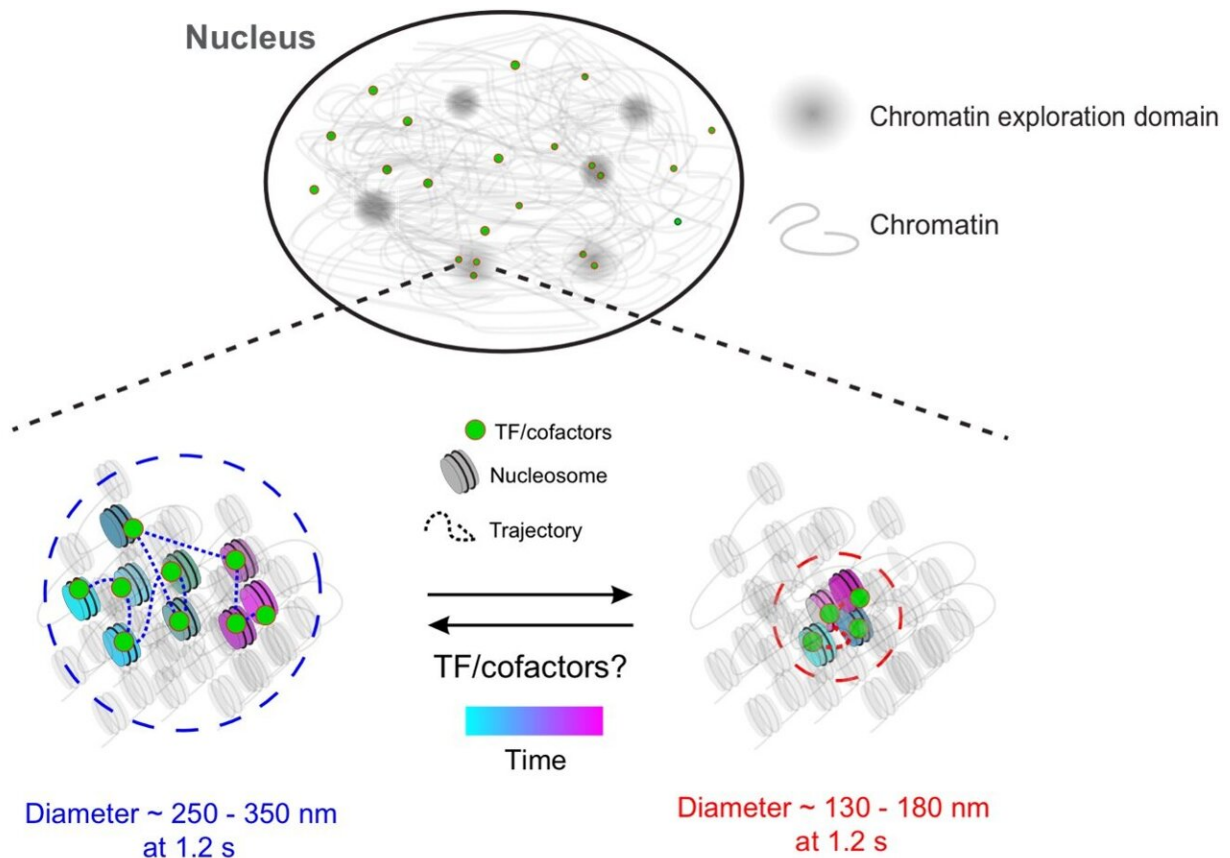 Nucleus
Chromatin exploration domain
Chromatin
TF/cofactors
Nucleosome
Trajectory
TF/cofactors?
Time
Diameter ~ 250 - 350 nm
at 1.2 s
Diameter ~ 130 - 180 nm
at 1.2 s